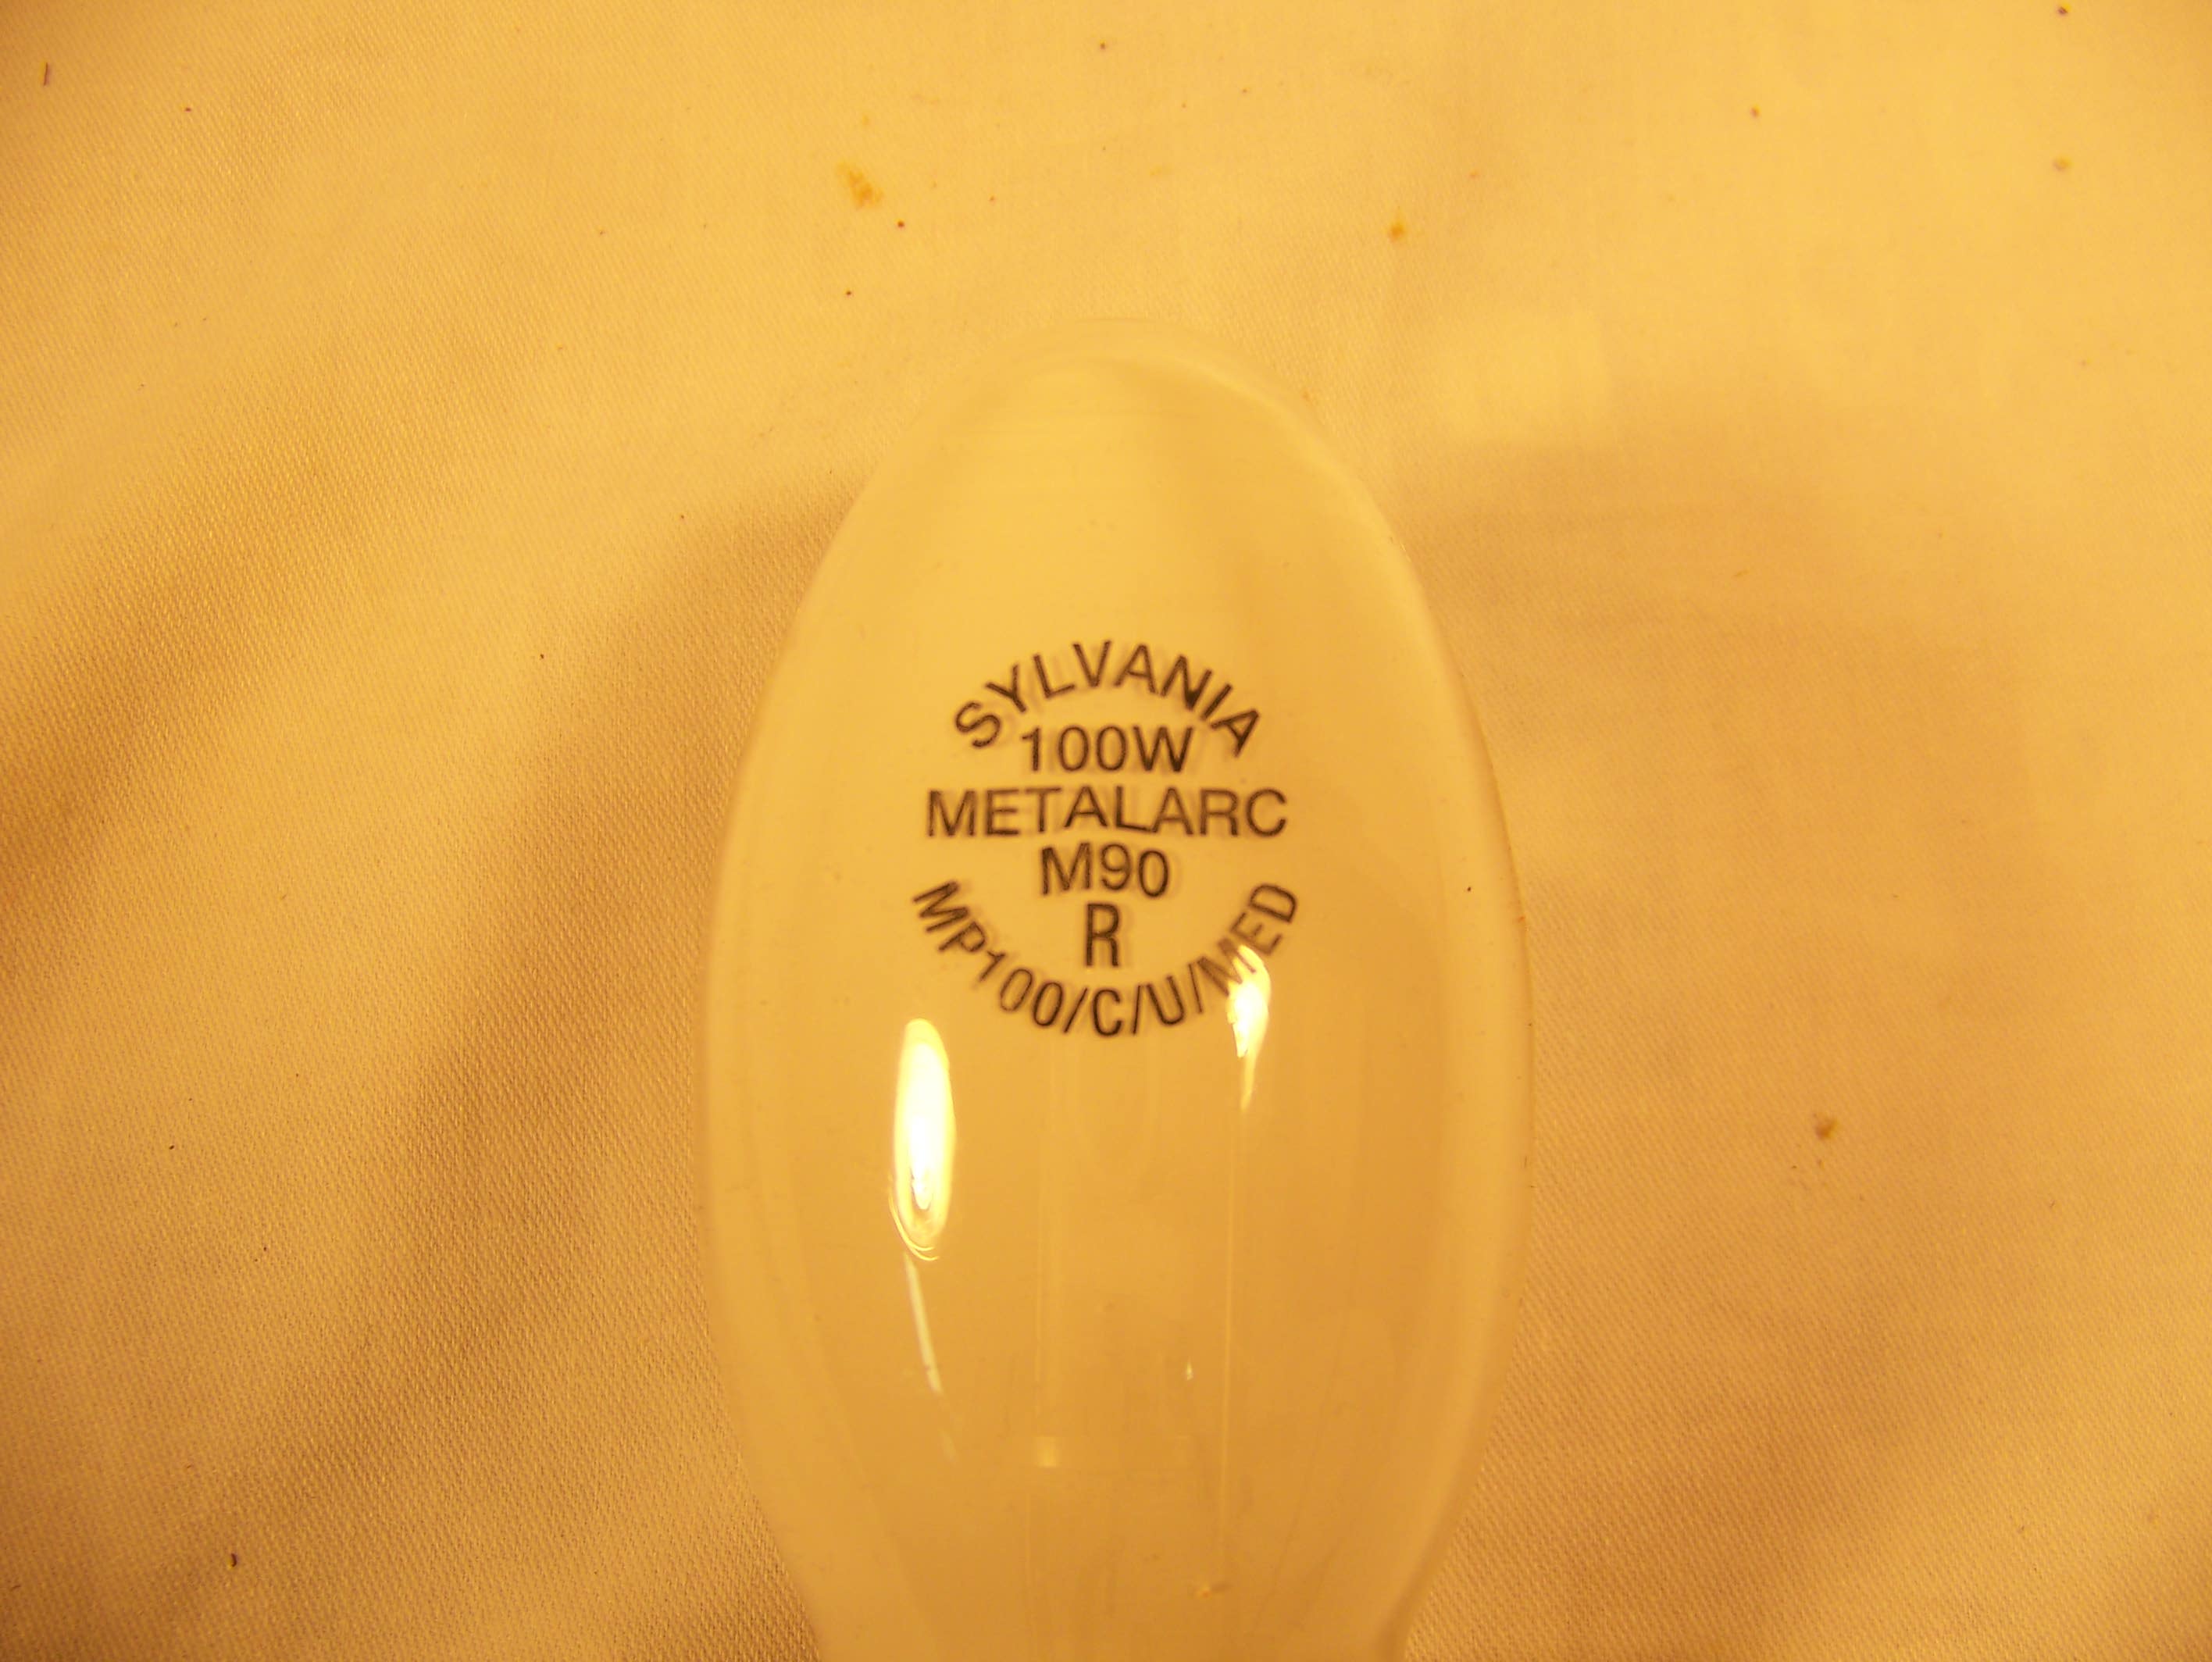 SYLVANIA
100W
METALARC
M90
R
MP100/C/U/MED